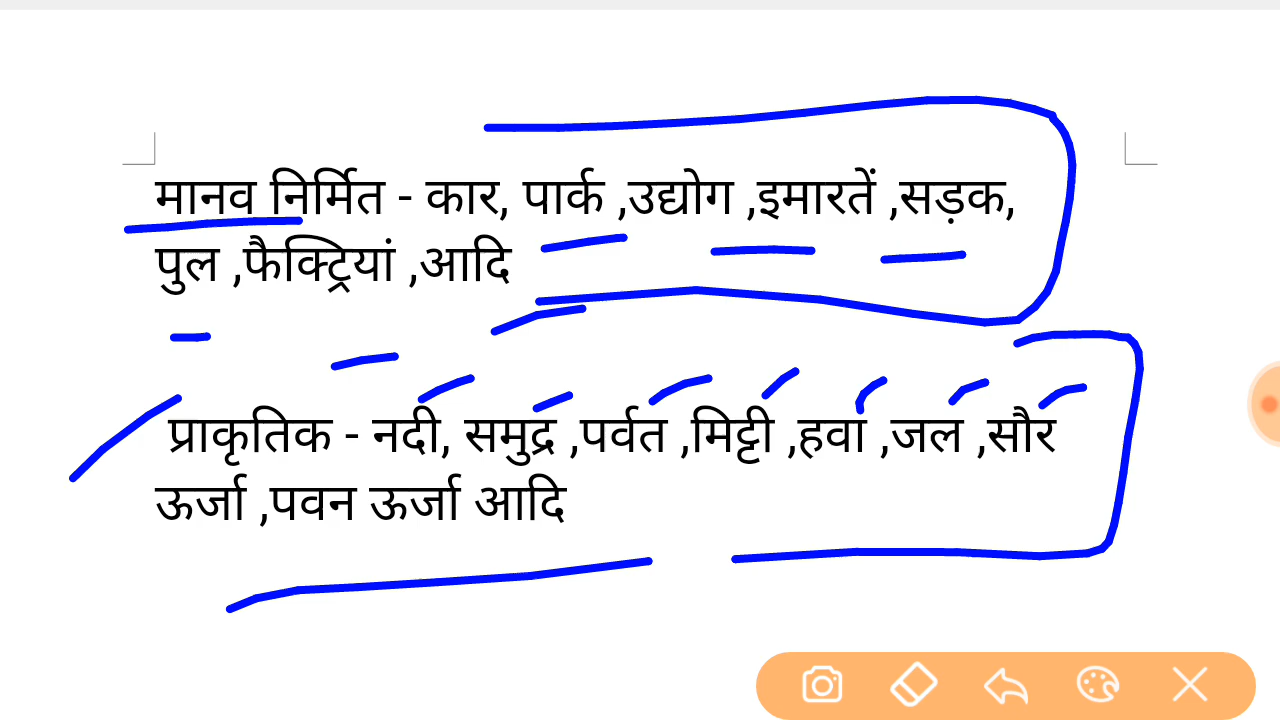 मानव निर्मित - कार, पार्क ,उद्योग ,इमारतें ,सड़क,
पुल ,फैक्ट्रियां ,आदि
प्राकृतिक - नदी, समुद्र ,पर्वत ,मिट्टी ,हवा ,जल ,सौर
ऊर्जा ,पवन ऊर्जा आदि